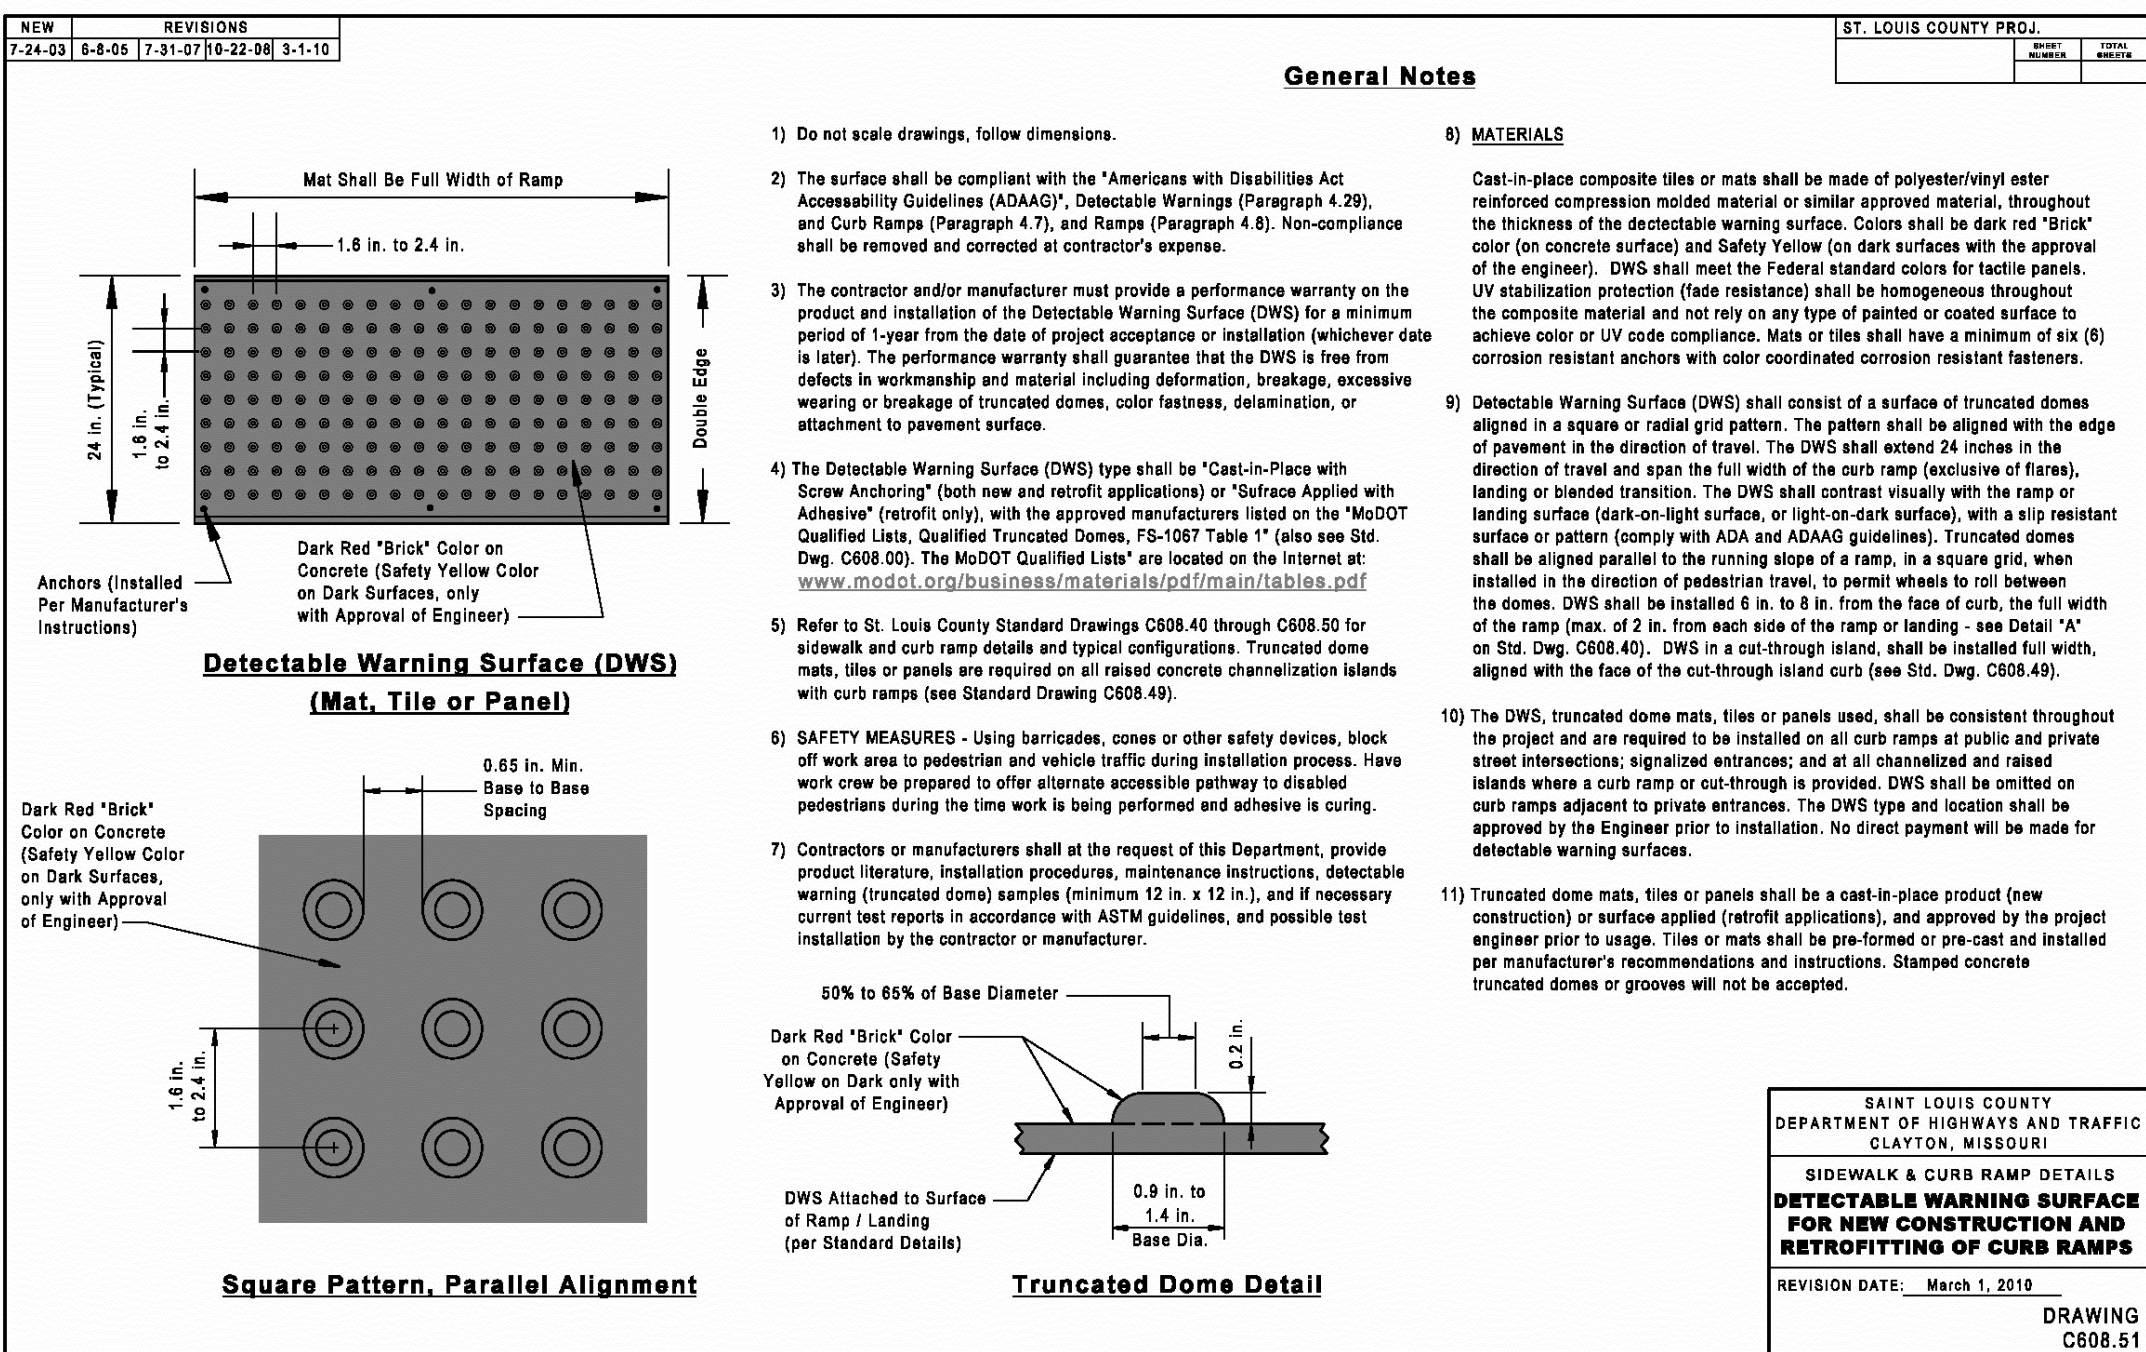 NEW REVISIONS
7-24-03 6-8-05 7-31-07 10-22-08 3-1-10
ST. LOUIS COUNTY PROJ.
SHEET NUMBER
TOTAL SHEETS
General Notes
Mat Shall Be Full Width of Ramp
1.6 in. to 2.4 in.
24 in. (Typical)
1.6 in.
to 2.4 in.
Double Edge
Anchors (Installed
Per Manufacturer's
Instructions)
Dark Red "Brick" Color on
Concrete (Safety Yellow Color
on Dark Surfaces, only
with Approval of Engineer)
Detectable Warning Surface (DWS)
(Mat, Tile or Panel)
0.65 in. Min.
Base to Base
Spacing
Dark Red "Brick"
Color on Concrete
(Safety Yellow Color
on Dark Surfaces,
only with Approval
of Engineer)
1.6 in.
to 2.4 in.
Square Pattern, Parallel Alignment
1) Do not scale drawings, follow dimensions.
2) The surface shall be compliant with the "Americans with Disabilities Act
Accessability Guidelines (ADAAG)", Detectable Warnings (Paragraph 4.29),
and Curb Ramps (Paragraph 4.7), and Ramps (Paragraph 4.8). Non-compliance
shall be removed and corrected at contractor's expense.
3) The contractor and/or manufacturer must provide a performance warranty on the
product and installation of the Detectable Warning Surface (DWS) for a minimum
period of 1-year from the date of project acceptance or installation (whichever date
is later). The performance warranty shall guarantee that the DWS is free from
defects in workmanship and material including deformation, breakage, excessive
wearing or breakage of truncated domes, color fastness, delamination, or
attachment to pavement surface.
4) The Detectable Warning Surface (DWS) type shall be "Cast-in-Place with
Screw Anchoring" (both new and retrofit applications) or "Sufrace Applied with
Adhesive" (retrofit only), with the approved manufacturers listed on the "MoDOT
Qualified Lists, Qualified Truncated Domes, FS-1067 Table 1" (also see Std.
Dwg. C608.00). The MoDOT Qualified Lists" are located on the Internet at:
www.modot.org/business/materials/pdf/main/tables.pdf
5) Refer to St. Louis County Standard Drawings C608.40 through C608.50 for
sidewalk and curb ramp details and typical configurations. Truncated dome
mats, tiles or panels are required on all raised concrete channelization islands
with curb ramps (see Standard Drawing C608.49).
6) SAFETY MEASURES - Using barricades, cones or other safety devices, block
off work area to pedestrian and vehicle traffic during installation process. Have
work crew be prepared to offer alternate accessible pathway to disabled
pedestrians during the time work is being performed and adhesive is curing.
7) Contractors or manufacturers shall at the request of this Department, provide
product literature, installation procedures, maintenance instructions, detectable
warning (truncated dome) samples (minimum 12 in. x 12 in.), and if necessary
current test reports in accordance with ASTM guidelines, and possible test
installation by the contractor or manufacturer.
50% to 65% of Base Diameter
Dark Red "Brick" Color
on Concrete (Safety
Yellow on Dark only with
Approval of Engineer)
0.2 in.
DWS Attached to Surface
of Ramp / Landing
(per Standard Details)
0.9 in. to
1.4 in.
Base Dia.
Truncated Dome Detail
8) MATERIALS
Cast-in-place composite tiles or mats shall be made of polyester/vinyl ester
reinforced compression molded material or similar approved material, throughout
the thickness of the dectectable warning surface. Colors shall be dark red "Brick"
color (on concrete surface) and Safety Yellow (on dark surfaces with the approval
of the engineer). DWS shall meet the Federal standard colors for tactile panels.
UV stabilization protection (fade resistance) shall be homogeneous throughout
the composite material and not rely on any type of painted or coated surface to
achieve color or UV code compliance. Mats or tiles shall have a minimum of six (6)
corrosion resistant anchors with color coordinated corrosion resistant fasteners.
9) Detectable Warning Surface (DWS) shall consist of a surface of truncated domes
aligned in a square or radial grid pattern. The pattern shall be aligned with the edge
of pavement in the direction of travel. The DWS shall extend 24 inches in the
direction of travel and span the full width of the curb ramp (exclusive of flares),
landing or blended transition. The DWS shall contrast visually with the ramp or
landing surface (dark-on-light surface, or light-on-dark surface), with a slip resistant
surface or pattern (comply with ADA and ADAAG guidelines). Truncated domes
shall be aligned parallel to the running slope of a ramp, in a square grid, when
installed in the direction of pedestrian travel, to permit wheels to roll between
the domes. DWS shall be installed 6 in. to 8 in. from the face of curb, the full width
of the ramp (max. of 2 in. from each side of the ramp or landing - see Detail "A"
on Std. Dwg. C608.40). DWS in a cut-through island, shall be installed full width,
aligned with the face of the cut-through island curb (see Std. Dwg. C608.49).
10) The DWS, truncated dome mats, tiles or panels used, shall be consistent throughout
the project and are required to be installed on all curb ramps at public and private
street intersections; signalized entrances; and at all channelized and raised
islands where a curb ramp or cut-through is provided. DWS shall be omitted on
curb ramps adjacent to private entrances. The DWS type and location shall be
approved by the Engineer prior to installation. No direct payment will be made for
detectable warning surfaces.
11) Truncated dome mats, tiles or panels shall be a cast-in-place product (new
construction) or surface applied (retrofit applications), and approved by the project
engineer prior to usage. Tiles or mats shall be pre-formed or pre-cast and installed
per manufacturer's recommendations and instructions. Stamped concrete
truncated domes or grooves will not be accepted.
SAINT LOUIS COUNTY
DEPARTMENT OF HIGHWAYS AND TRAFFIC
CLAYTON, MISSOURI
SIDEWALK & CURB RAMP DETAILS
DETECTABLE WARNING SURFACE
FOR NEW CONSTRUCTION AND
RETROFITTING OF CURB RAMPS
REVISION DATE: March 1, 2010
DRAWING
C608.51